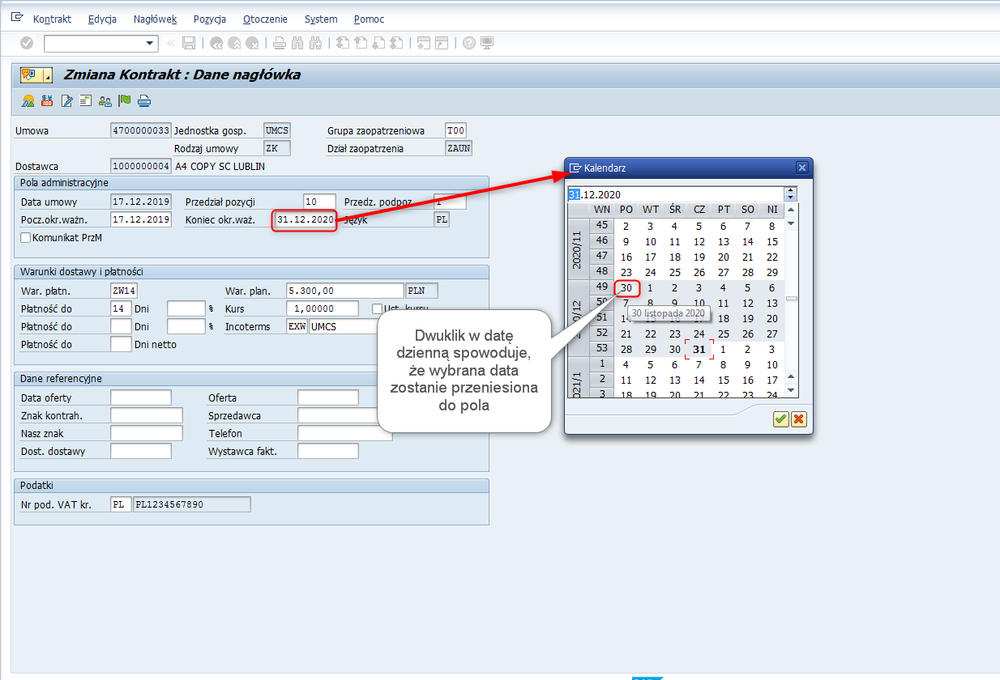 Kontrakt Edycja Nagłówek Pozycja Otoczenie System Pomoc
Zmiana Kontrakt : Dane nagłówka
Umowa 4700000033 Jednostka gosp. UMCS Grupa zaopatrzeniowa T00
Rodzaj umowy ZK Dział zaopatrzenia ZAUN
Dostawca 1000000004 A4 COPY SC LUBLIN
Pola administracyjne
Data umowy 17.12.2019 Przedział pozycji 10 Przedz. podpoz. 1
Pocz.okr.ważn. 17.12.2019 Koniec okr.waż. 31.12.2020 Język PL
Komunikat PrzM
Warunki dostawy i płatności
War. płatn. ZW14 War. plan. 5.300,00 PLN
Płatność do 14 Dni % Kurs 1,00000 Ust. kursu
Płatność do Dni % Incoterms EXW UMCS
Płatność do Dni netto
Dane referencyjne
Data oferty Oferta
Znak kontrah. Sprzedawca
Nasz znak Telefon
Dost. dostawy Wystawca fakt.
Podatki
Nr pod. VAT kr. PL PL1234567890
Kalendarz
31.12.2020
WN PO WT ŚR CZ PT SO NI
2020/11
45 2 3 4 5 6 7 8
46 9 10 11 12 13 14 15
47 16 17 18 19 20 21 22
48 23 24 25 26 27 28 29
49 30 1 2 3 4 5 6
50 7 8 9 10 11 12 13
51 14 15 16 17 18 19 20
52 21 22 23 24 25 26 27
53 28 29 30 31 1 2 3
1 4 5 6 7 8 9 10
2 11 12 13 14 15 16 17
3 18 19 20 21 22 23 24
30 listopada 2020
Dwuklik w datę
dzienną spowoduje,
że wybrana data
zostanie przeniesiona
do pola